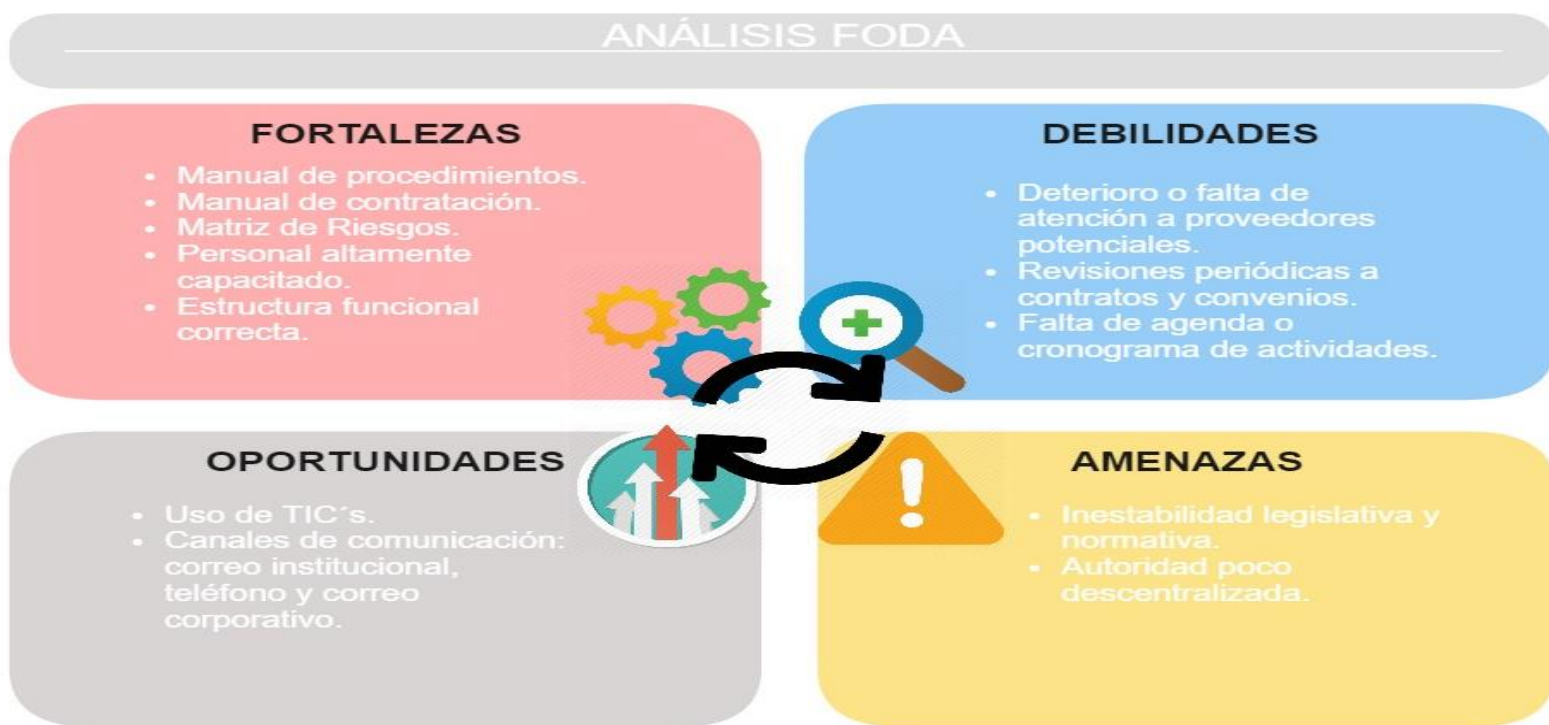 ANÁLISIS FODA
FORTALEZAS
• Manual de procedimientos.
• Manual de contratación.
• Matriz de Riesgos.
• Personal altamente
capacitado.
• Estructura funcional
correcta.
DEBILIDADES
• Deterioro o falta de
atención a proveedores
potenciales.
• Revisiones periódicas a
contratos y convenios.
• Falta de agenda o
cronograma de actividades.
OPORTUNIDADES
• Uso de TIC´s.
• Canales de comunicación:
correo institucional,
teléfono y correo
corporativo.
AMENAZAS
• Inestabilidad legislativa y
normativa.
• Autoridad poco
descentralizada.